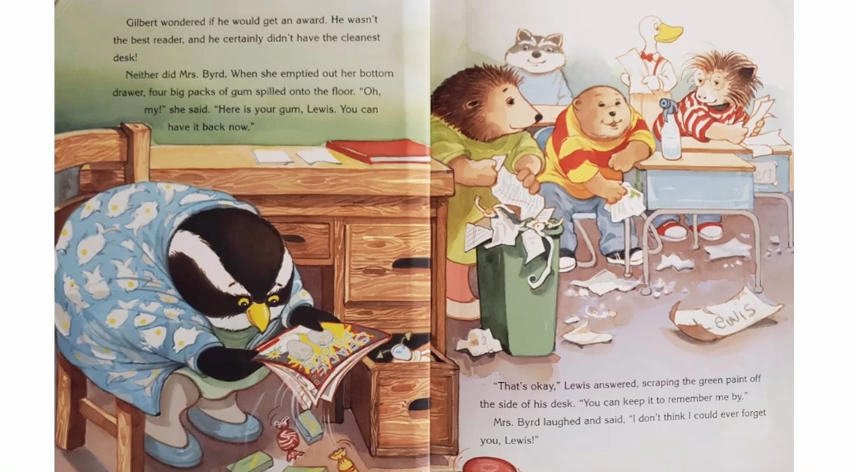 Gilbert wondered if he would get an award. He wasn't
the best reader, and he certainly didn't have the cleanest
desk!
Neither did Mrs. Byrd. When she emptied out her bottom
drawer, four big packs of gum spilled onto the floor. "Oh,
my!" she said. "Here is your gum, Lewis. You can
have it back now."
LEWIS
"That's okay," Lewis answered, scraping the green paint off
the side of his desk. "You can keep it to remember me by."
Mrs. Byrd laughed and said, "I don't think I could ever forget
you, Lewis!"